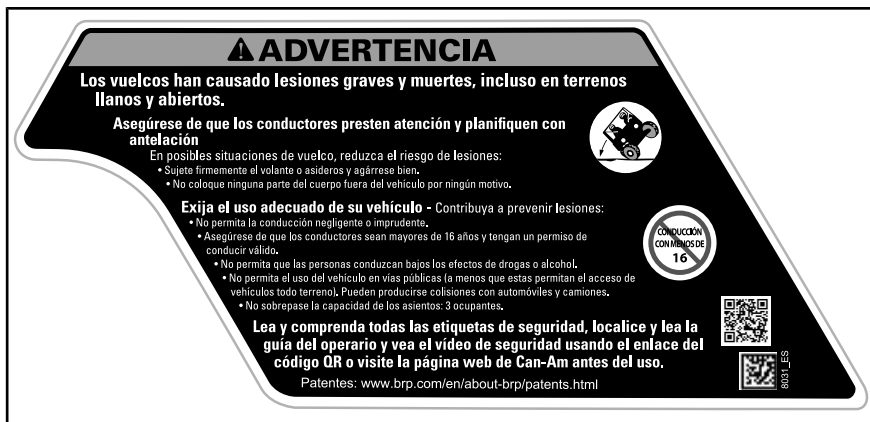 ADVERTENCIA
Los vuelcos han causado lesiones graves y muertes, incluso en terrenos
llanos y abiertos.
Asegúrese de que los conductores presten atención y planifiquen con
antelación
En posibles situaciones de vuelco, reduzca el riesgo de lesiones:
• Sujete firmemente el volante o asideros y agárrese bien.
• No coloque ninguna parte del cuerpo fuera del vehículo por ningún motivo.
Exija el uso adecuado de su vehículo - Contribuya a prevenir lesiones:
• No permita la conducción negligente o imprudente.
• Asegúrese de que los conductores sean mayores de 16 años y tengan un permiso de
conducir válido.
• No permita que las personas conduzcan bajos los efectos de drogas o alcohol.
• No permita el uso del vehículo en vías públicas (a menos que estas permitan el acceso de
vehículos todo terreno). Pueden producirse colisiones con automóviles y camiones.
• No sobrepase la capacidad de los asientos: 3 ocupantes.
CONDUCCIÓN
CON MENOS DE
16
Lea y comprenda todas las etiquetas de seguridad, localice y lea la
guía del operario y vea el vídeo de seguridad usando el enlace del
código QR o visite la página web de Can-Am antes del uso.
Patentes: www.brp.com/en/about-brp/patents.html
8031_ES